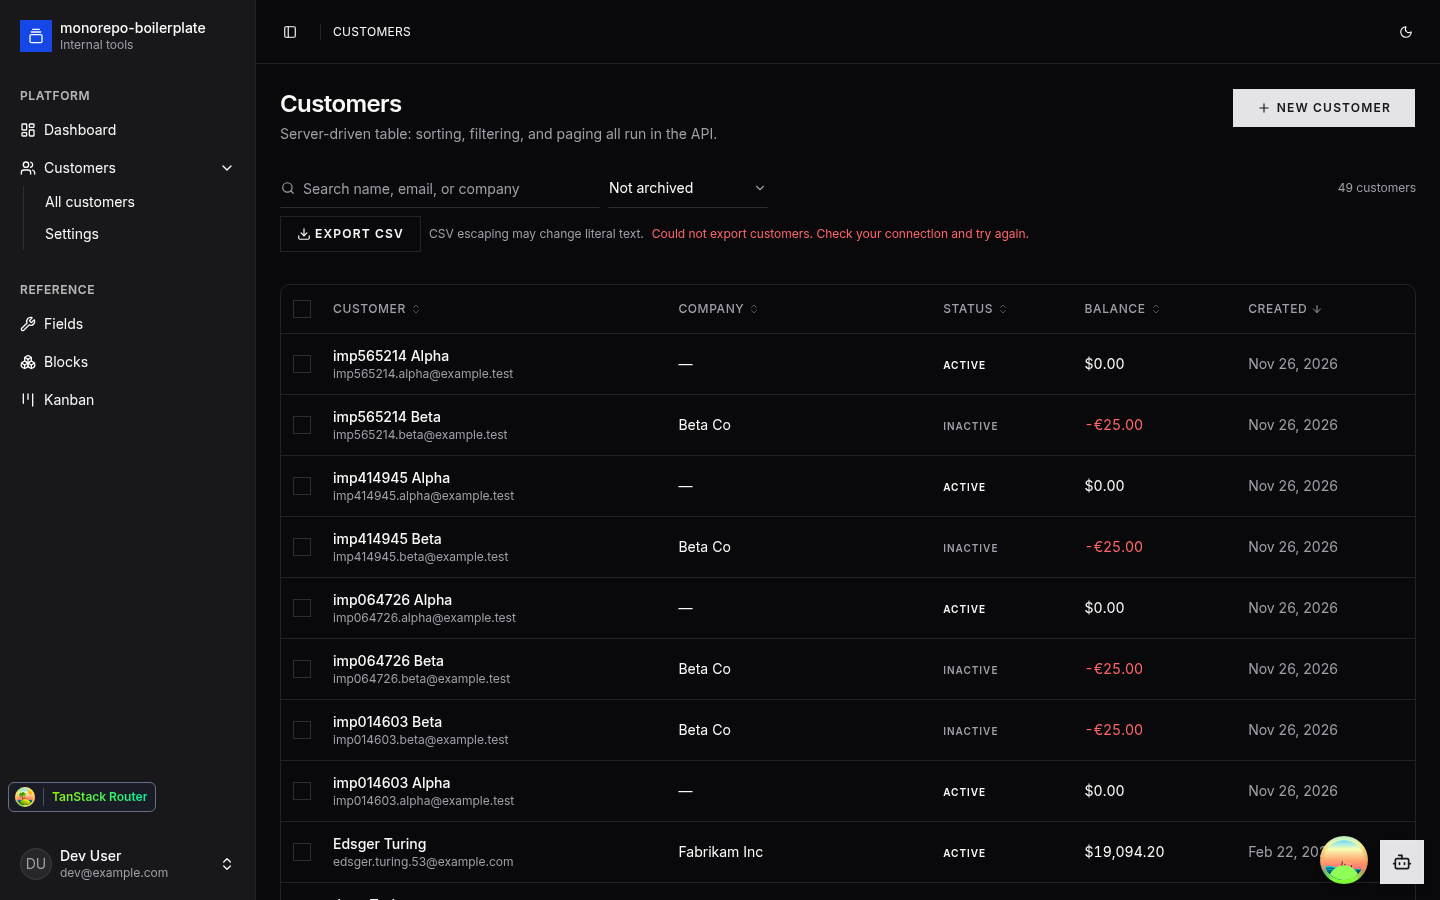 monorepo-boilerplate
Internal tools
CUSTOMERS
PLATFORM
Dashboard
Customers
All customers
Settings
REFERENCE
Fields
Blocks
Kanban
TanStack Router
DU
Dev User
dev@example.com
Customers
Server-driven table: sorting, filtering, and paging all run in the API.
NEW CUSTOMER
Search name, email, or company
Not archived
49 customers
EXPORT CSV CSV escaping may change literal text. Could not export customers. Check your connection and try again.
CUSTOMER COMPANY STATUS BALANCE CREATED
imp565214 Alpha
imp565214.alpha@example.test
— ACTIVE $0.00 Nov 26, 2026
imp565214 Beta
imp565214.beta@example.test
Beta Co INACTIVE -€25.00 Nov 26, 2026
imp414945 Alpha
imp414945.alpha@example.test
— ACTIVE $0.00 Nov 26, 2026
imp414945 Beta
imp414945.beta@example.test
Beta Co INACTIVE -€25.00 Nov 26, 2026
imp064726 Alpha
imp064726.alpha@example.test
— ACTIVE $0.00 Nov 26, 2026
imp064726 Beta
imp064726.beta@example.test
Beta Co INACTIVE -€25.00 Nov 26, 2026
imp014603 Beta
imp014603.beta@example.test
Beta Co INACTIVE -€25.00 Nov 26, 2026
imp014603 Alpha
imp014603.alpha@example.test
— ACTIVE $0.00 Nov 26, 2026
Edsger Turing
edsger.turing.53@example.com
Fabrikam Inc ACTIVE $19,094.20 Feb 22,